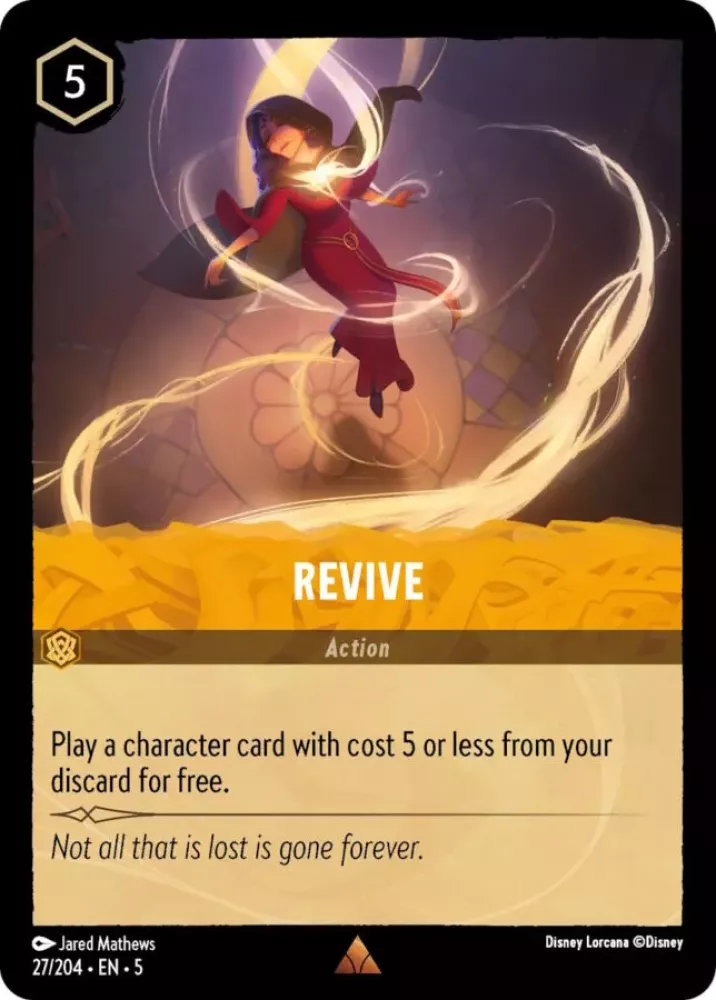 5
REVIVE
Action
Play a character card with cost 5 or less from your
discard for free.
Not all that is lost is gone forever.
Jared Mathews
27/204 • EN • 5
Disney Lorcana ©Disney